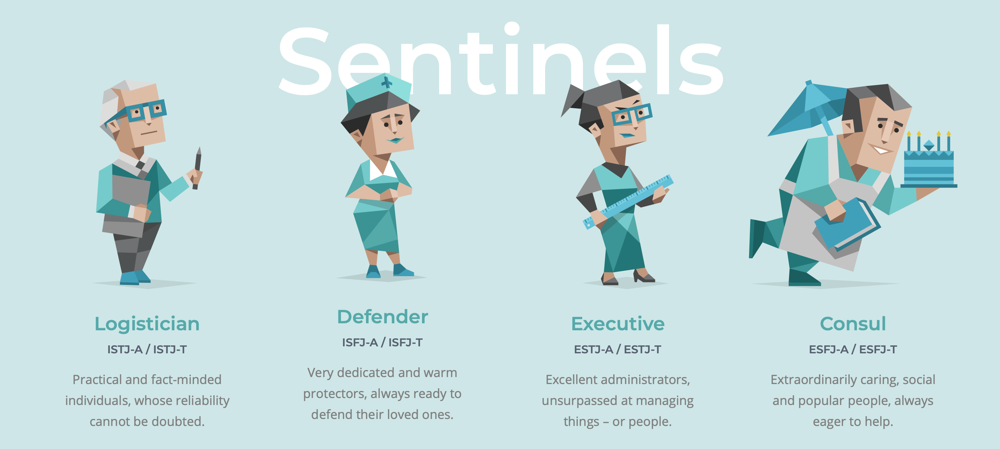 Sentinels
Logistician
ISTJ-A / ISTJ-T
Practical and fact-minded
individuals, whose reliability
cannot be doubted.
Defender
ISFJ-A / ISFJ-T
Very dedicated and warm
protectors, always ready to
defend their loved ones.
Executive
ESTJ-A / ESTJ-T
Excellent administrators,
unsurpassed at managing
things – or people.
Consul
ESFJ-A / ESFJ-T
Extraordinarily caring, social
and popular people, always
eager to help.